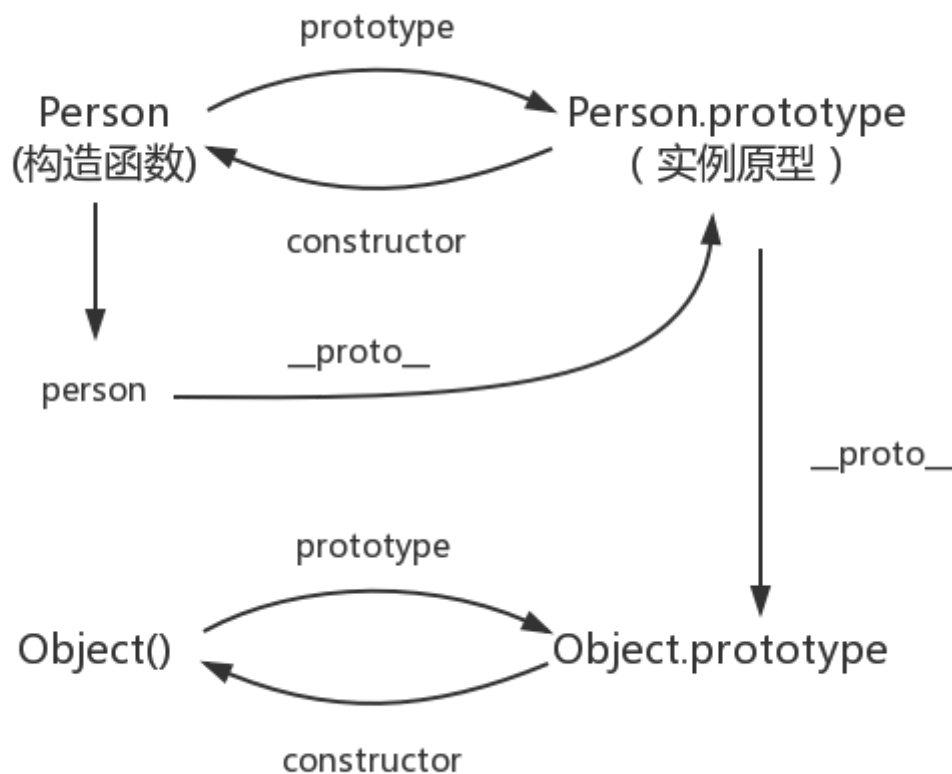 prototype
Person
(构造函数)
Person.prototype
（实例原型）
constructor
__proto__
person
__proto__
prototype
Object()
Object.prototype
constructor